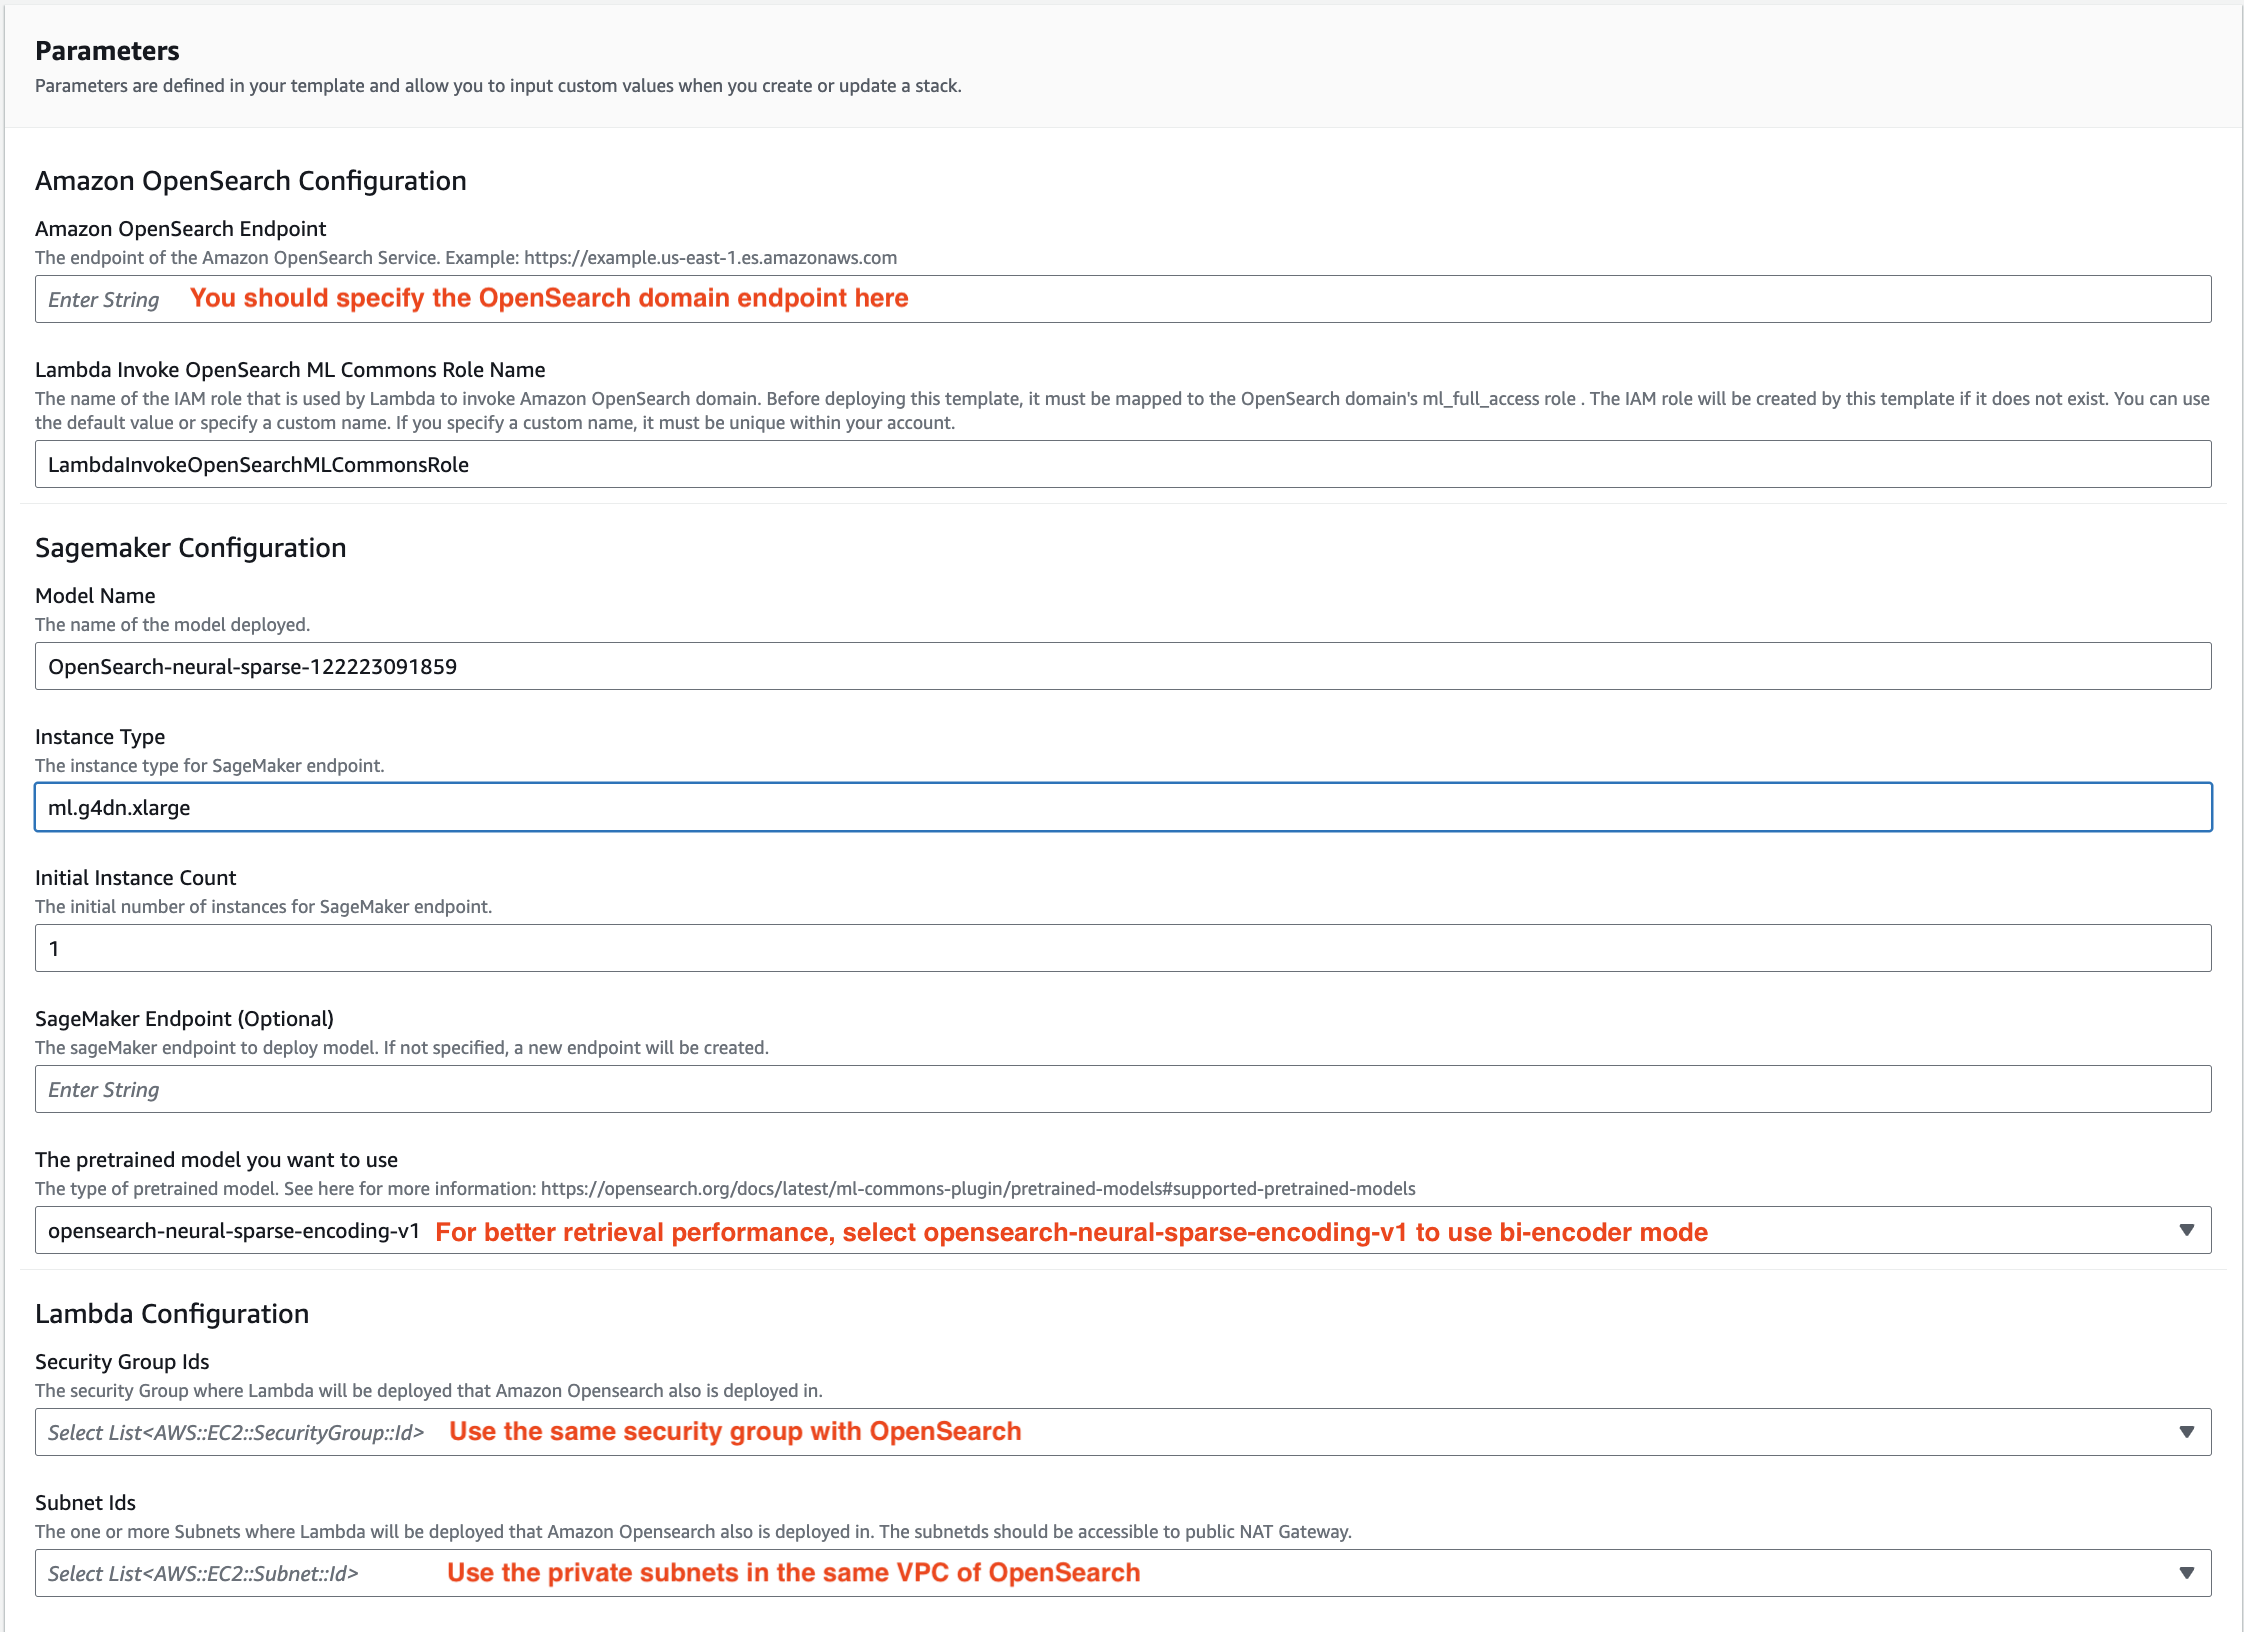 Parameters
Parameters are defined in your template and allow you to input custom values when you create or update a stack.
Amazon OpenSearch Configuration
Amazon OpenSearch Endpoint
The endpoint of the Amazon OpenSearch Service. Example: https://example.us-east-1.es.amazonaws.com
Enter String You should specify the OpenSearch domain endpoint here
Lambda Invoke OpenSearch ML Commons Role Name
The name of the IAM role that is used by Lambda to invoke Amazon OpenSearch domain. Before deploying this template, it must be mapped to the OpenSearch domain's ml_full_access role . The IAM role will be created by this template if it does not exist. You can use
the default value or specify a custom name. If you specify a custom name, it must be unique within your account.
LambdaInvokeOpenSearchMLCommonsRole
Sagemaker Configuration
Model Name
The name of the model deployed.
OpenSearch-neural-sparse-122223091859
Instance Type
The instance type for SageMaker endpoint.
ml.g4dn.xlarge
Initial Instance Count
The initial number of instances for SageMaker endpoint.
1
SageMaker Endpoint (Optional)
The sageMaker endpoint to deploy model. If not specified, a new endpoint will be created.
Enter String
The pretrained model you want to use
The type of pretrained model. See here for more information: https://opensearch.org/docs/latest/ml-commons-plugin/pretrained-models#supported-pretrained-models
opensearch-neural-sparse-encoding-v1 For better retrieval performance, select opensearch-neural-sparse-encoding-v1 to use bi-encoder mode
Lambda Configuration
Security Group Ids
The security Group where Lambda will be deployed that Amazon Opensearch also is deployed in.
Select List<AWS::EC2::SecurityGroup::Id> Use the same security group with OpenSearch
Subnet Ids
The one or more Subnets where Lambda will be deployed that Amazon Opensearch also is deployed in. The subnetds should be accessible to public NAT Gateway.
Select List<AWS::EC2::Subnet::Id> Use the private subnets in the same VPC of OpenSearch